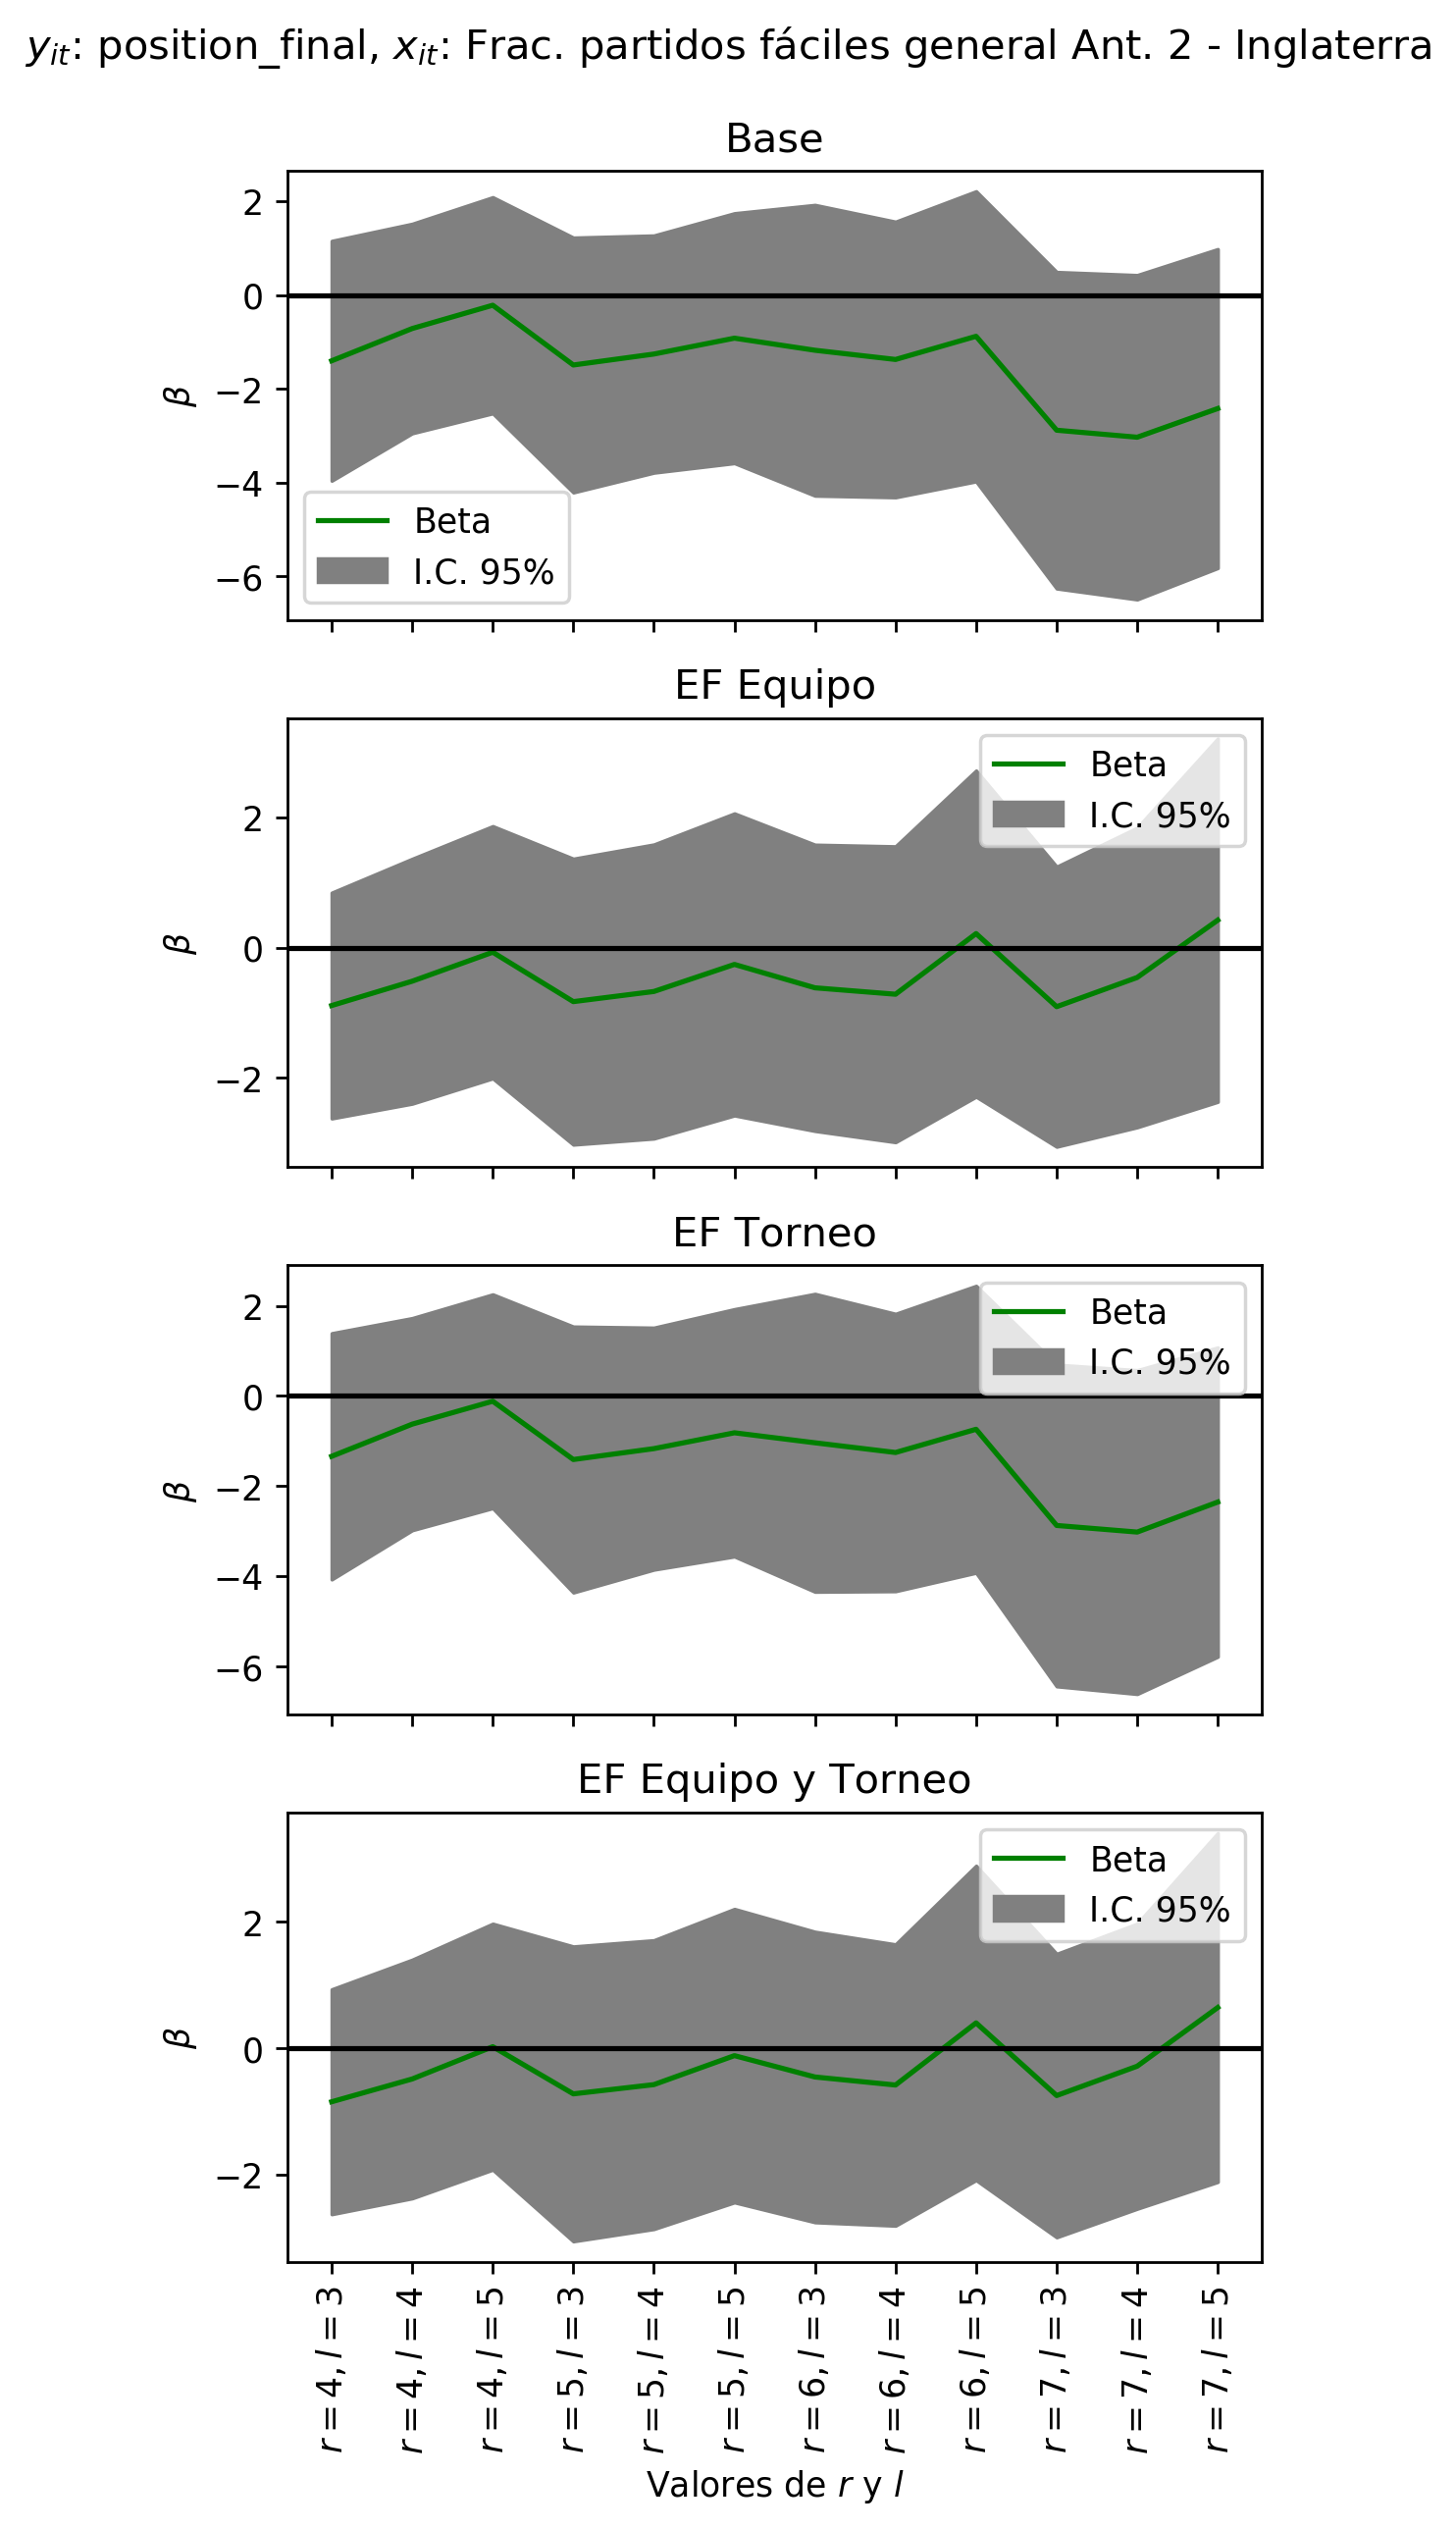 y_it: position_final, x_it: Frac. partidos fáciles general Ant. 2 - Inglaterra
Base
2
0
−2
−4
−6
β
Beta
I.C. 95%
EF Equipo
2
0
−2
β
Beta
I.C. 95%
EF Torneo
2
0
−2
−4
−6
β
Beta
I.C. 95%
EF Equipo y Torneo
2
0
−2
β
Beta
I.C. 95%
r = 4, l = 3
r = 4, l = 4
r = 4, l = 5
r = 5, l = 3
r = 5, l = 4
r = 5, l = 5
r = 6, l = 3
r = 6, l = 4
r = 6, l = 5
r = 7, l = 3
r = 7, l = 4
r = 7, l = 5
Valores de r y l